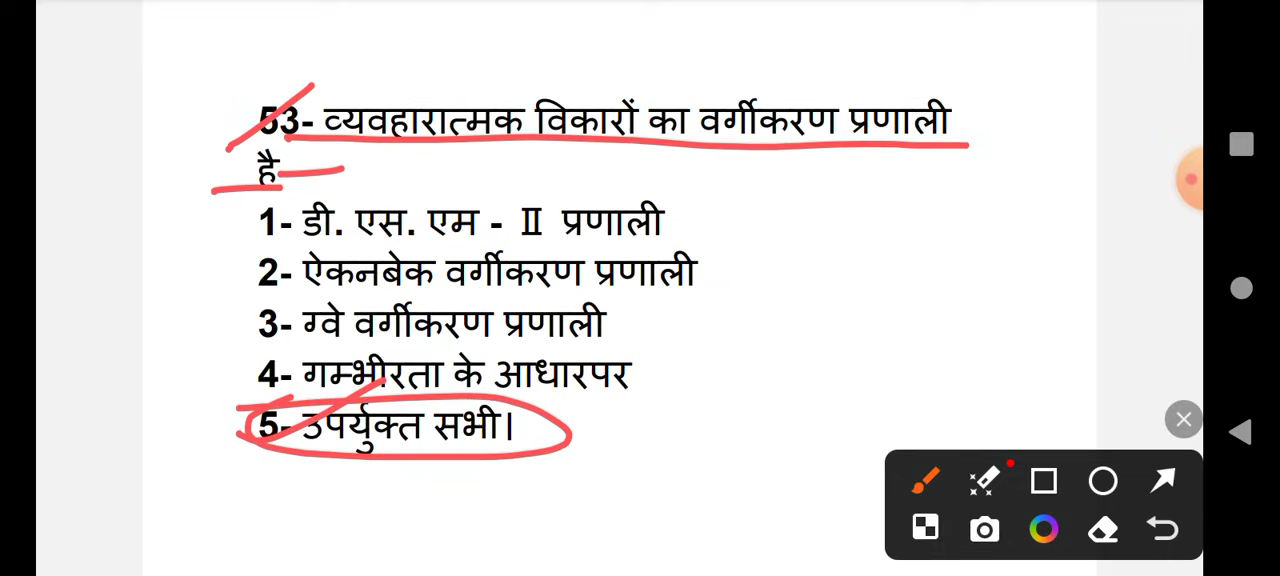 53- व्यवहारात्मक विकारों का वर्गीकरण प्रणाली
है
1- डी. एस. एम - II प्रणाली
2- ऐकनबेक वर्गीकरण प्रणाली
3- ग्वे वर्गीकरण प्रणाली
4- गम्भीरता के आधारपर
5- उपर्युक्त सभी।